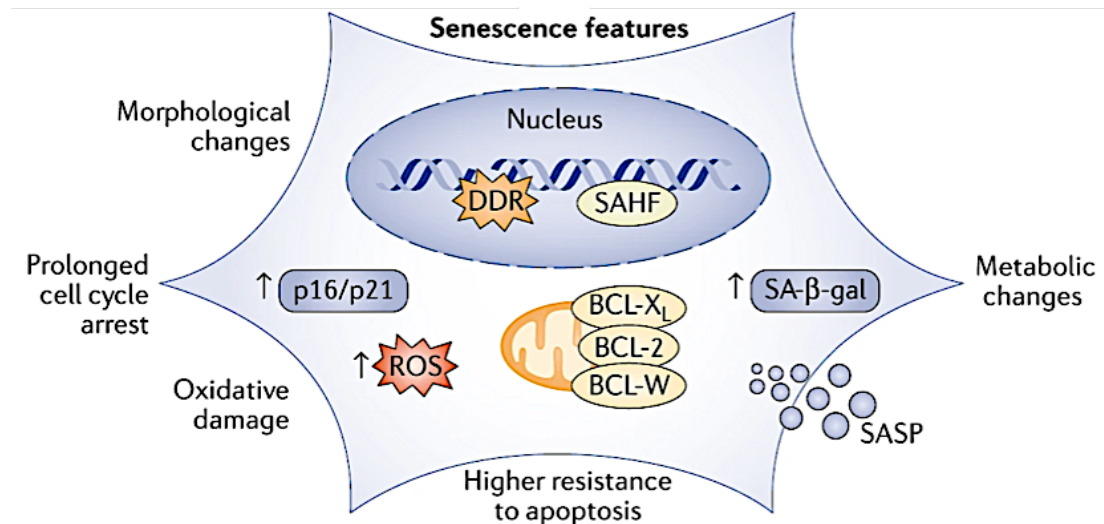 Senescence features
Morphological
changes
Nucleus
DDR
SAHF
Prolonged
cell cycle
arrest
↑ p16/p21
↑ SA-β-gal
Metabolic
changes
BCL-XL
BCL-2
BCL-W
↑ ROS
Oxidative
damage
SASP
Higher resistance
to apoptosis